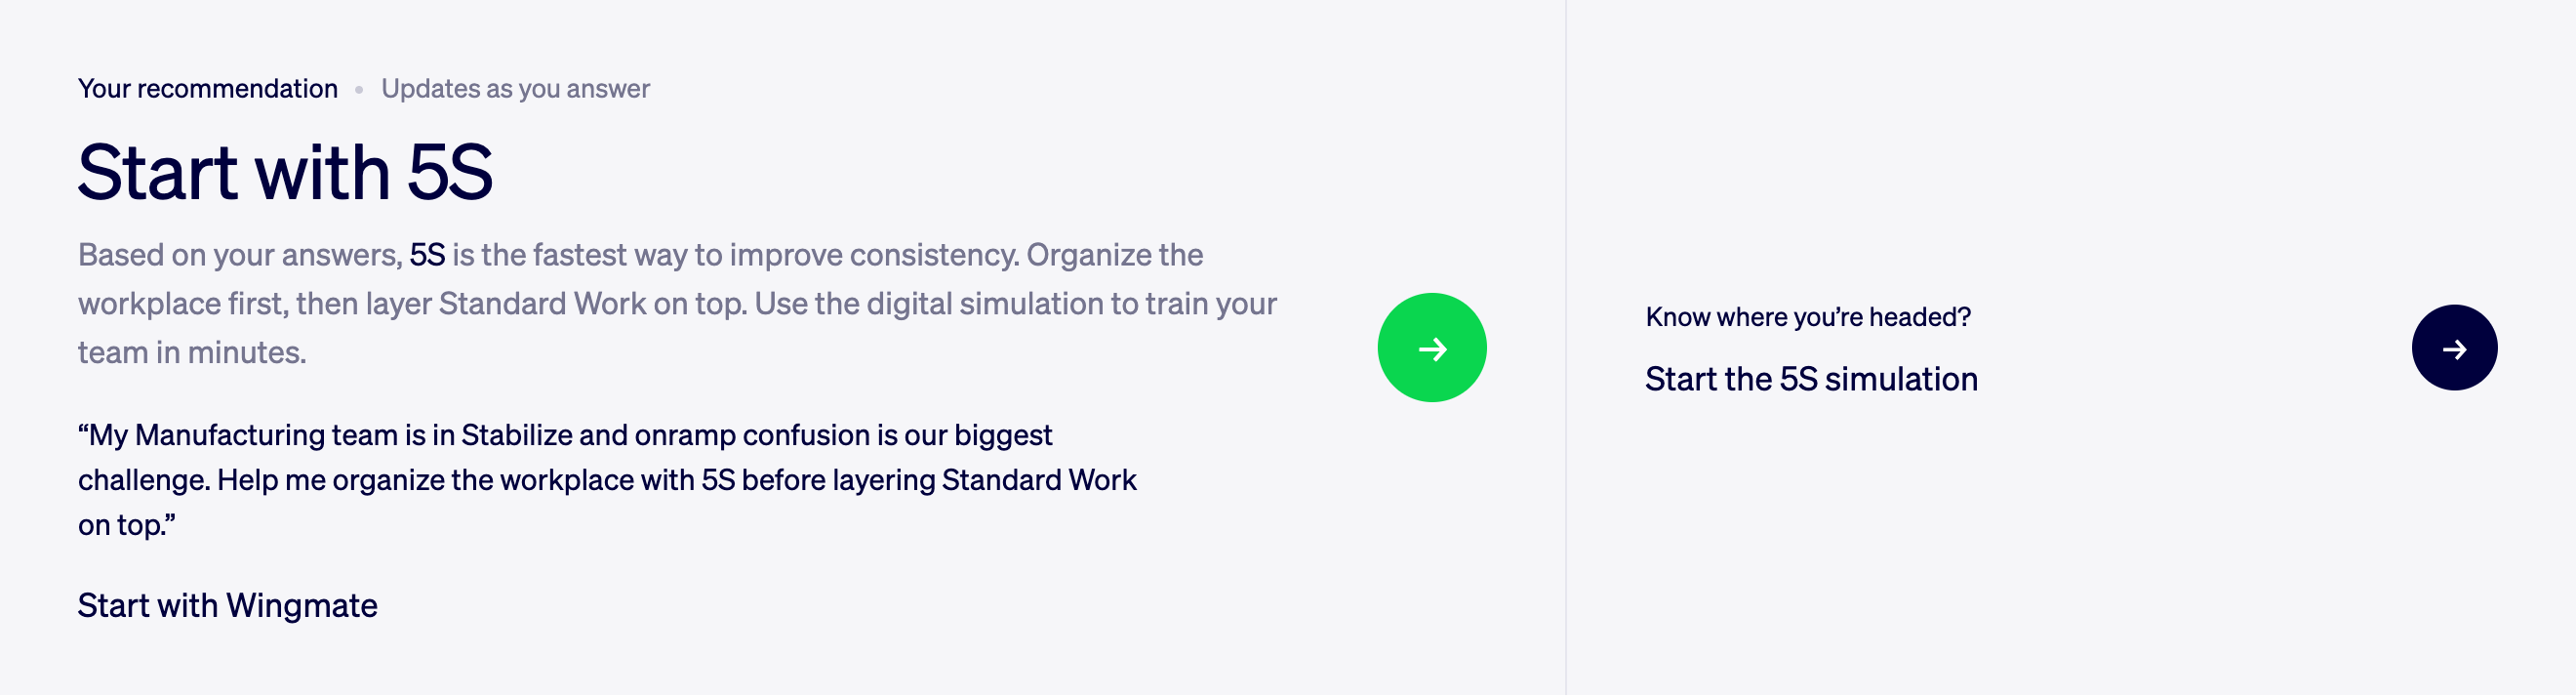 Your recommendation • Updates as you answer
Start with 5S
Based on your answers, 5S is the fastest way to improve consistency. Organize the
workplace first, then layer Standard Work on top. Use the digital simulation to train your
team in minutes.
“My Manufacturing team is in Stabilize and onramp confusion is our biggest
challenge. Help me organize the workplace with 5S before layering Standard Work
on top.”
Start with Wingmate
Know where you’re headed?
Start the 5S simulation